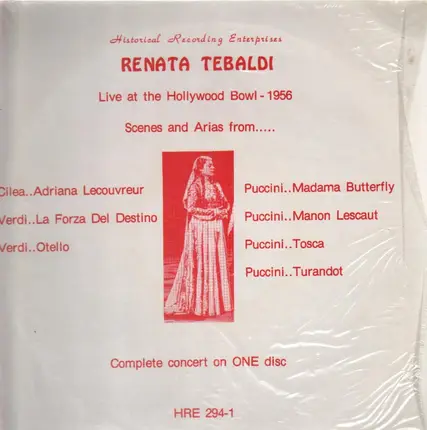 Historical Recording Enterprises
RENATA TEBALDI
Live at the Hollywood Bowl - 1956
Scenes and Arias from.....
Cilea..Adriana Lecouvreur
Verdi..La Forza Del Destino
Verdi..Otello
Puccini..Madama Butterfly
Puccini..Manon Lescaut
Puccini..Tosca
Puccini..Turandot
Complete concert on ONE disc
HRE 294-1